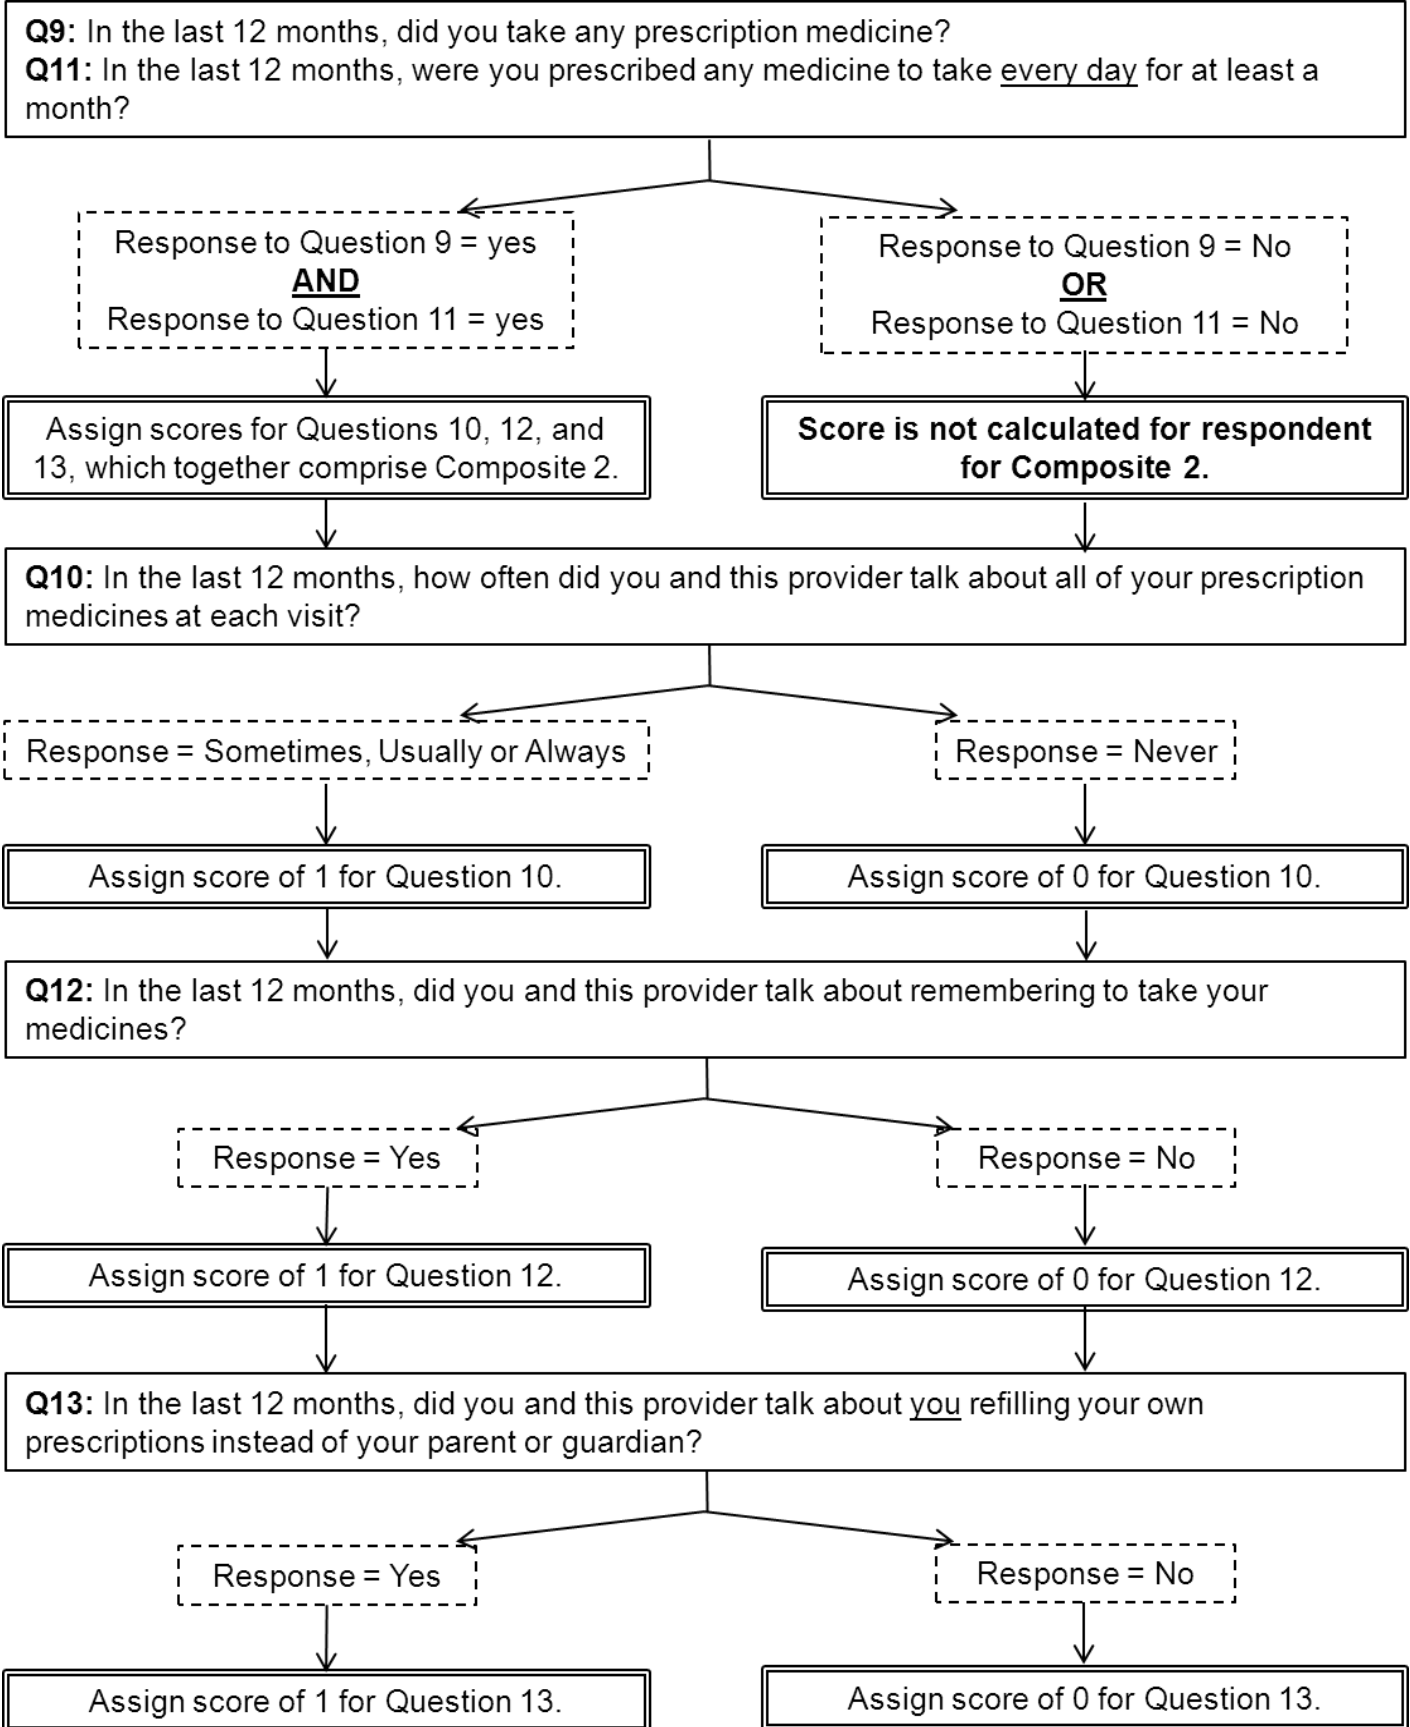 Q9: In the last 12 months, did you take any prescription medicine?
Q11: In the last 12 months, were you prescribed any medicine to take every day for at least a
month?
Response to Question 9 = yes
AND
Response to Question 11 = yes
Response to Question 9 = No
OR
Response to Question 11 = No
Assign scores for Questions 10, 12, and
13, which together comprise Composite 2.
Score is not calculated for respondent
for Composite 2.
Q10: In the last 12 months, how often did you and this provider talk about all of your prescription
medicines at each visit?
Response = Sometimes, Usually or Always
Response = Never
Assign score of 1 for Question 10.
Assign score of 0 for Question 10.
Q12: In the last 12 months, did you and this provider talk about remembering to take your
medicines?
Response = Yes
Response = No
Assign score of 1 for Question 12.
Assign score of 0 for Question 12.
Q13: In the last 12 months, did you and this provider talk about you refilling your own
prescriptions instead of your parent or guardian?
Response = Yes
Response = No
Assign score of 1 for Question 13.
Assign score of 0 for Question 13.